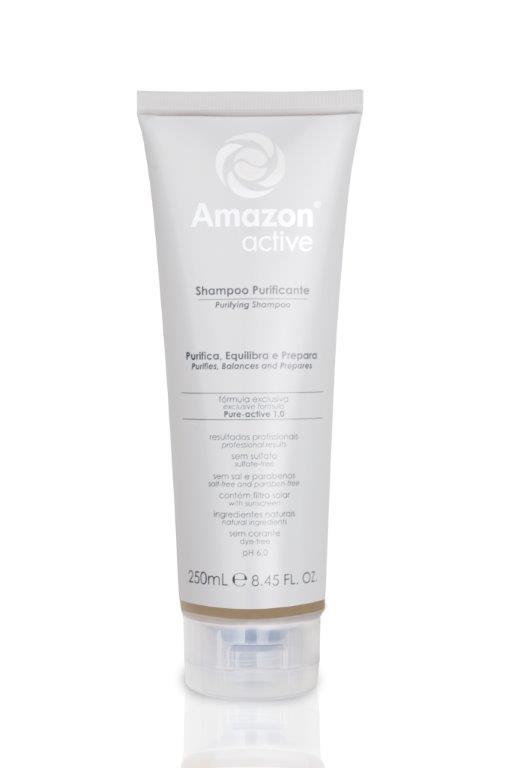 Amazon®
active
Shampoo Purificante
Purifying Shampoo
Purifica, Equilibra e Prepara
Purifies, Balances and Prepares
fórmula exclusiva
exclusive formula
Pure-active 1.0
resultados profissionais
professional results
sem sulfato
sulfate-free
sem sal e parabenos
salt-free and paraben-free
contém filtro solar
with sunscreen
ingredientes naturais
natural ingredients
sem corante
dye-free
pH 6,0
250mL ℮ 8.45 FL. OZ.